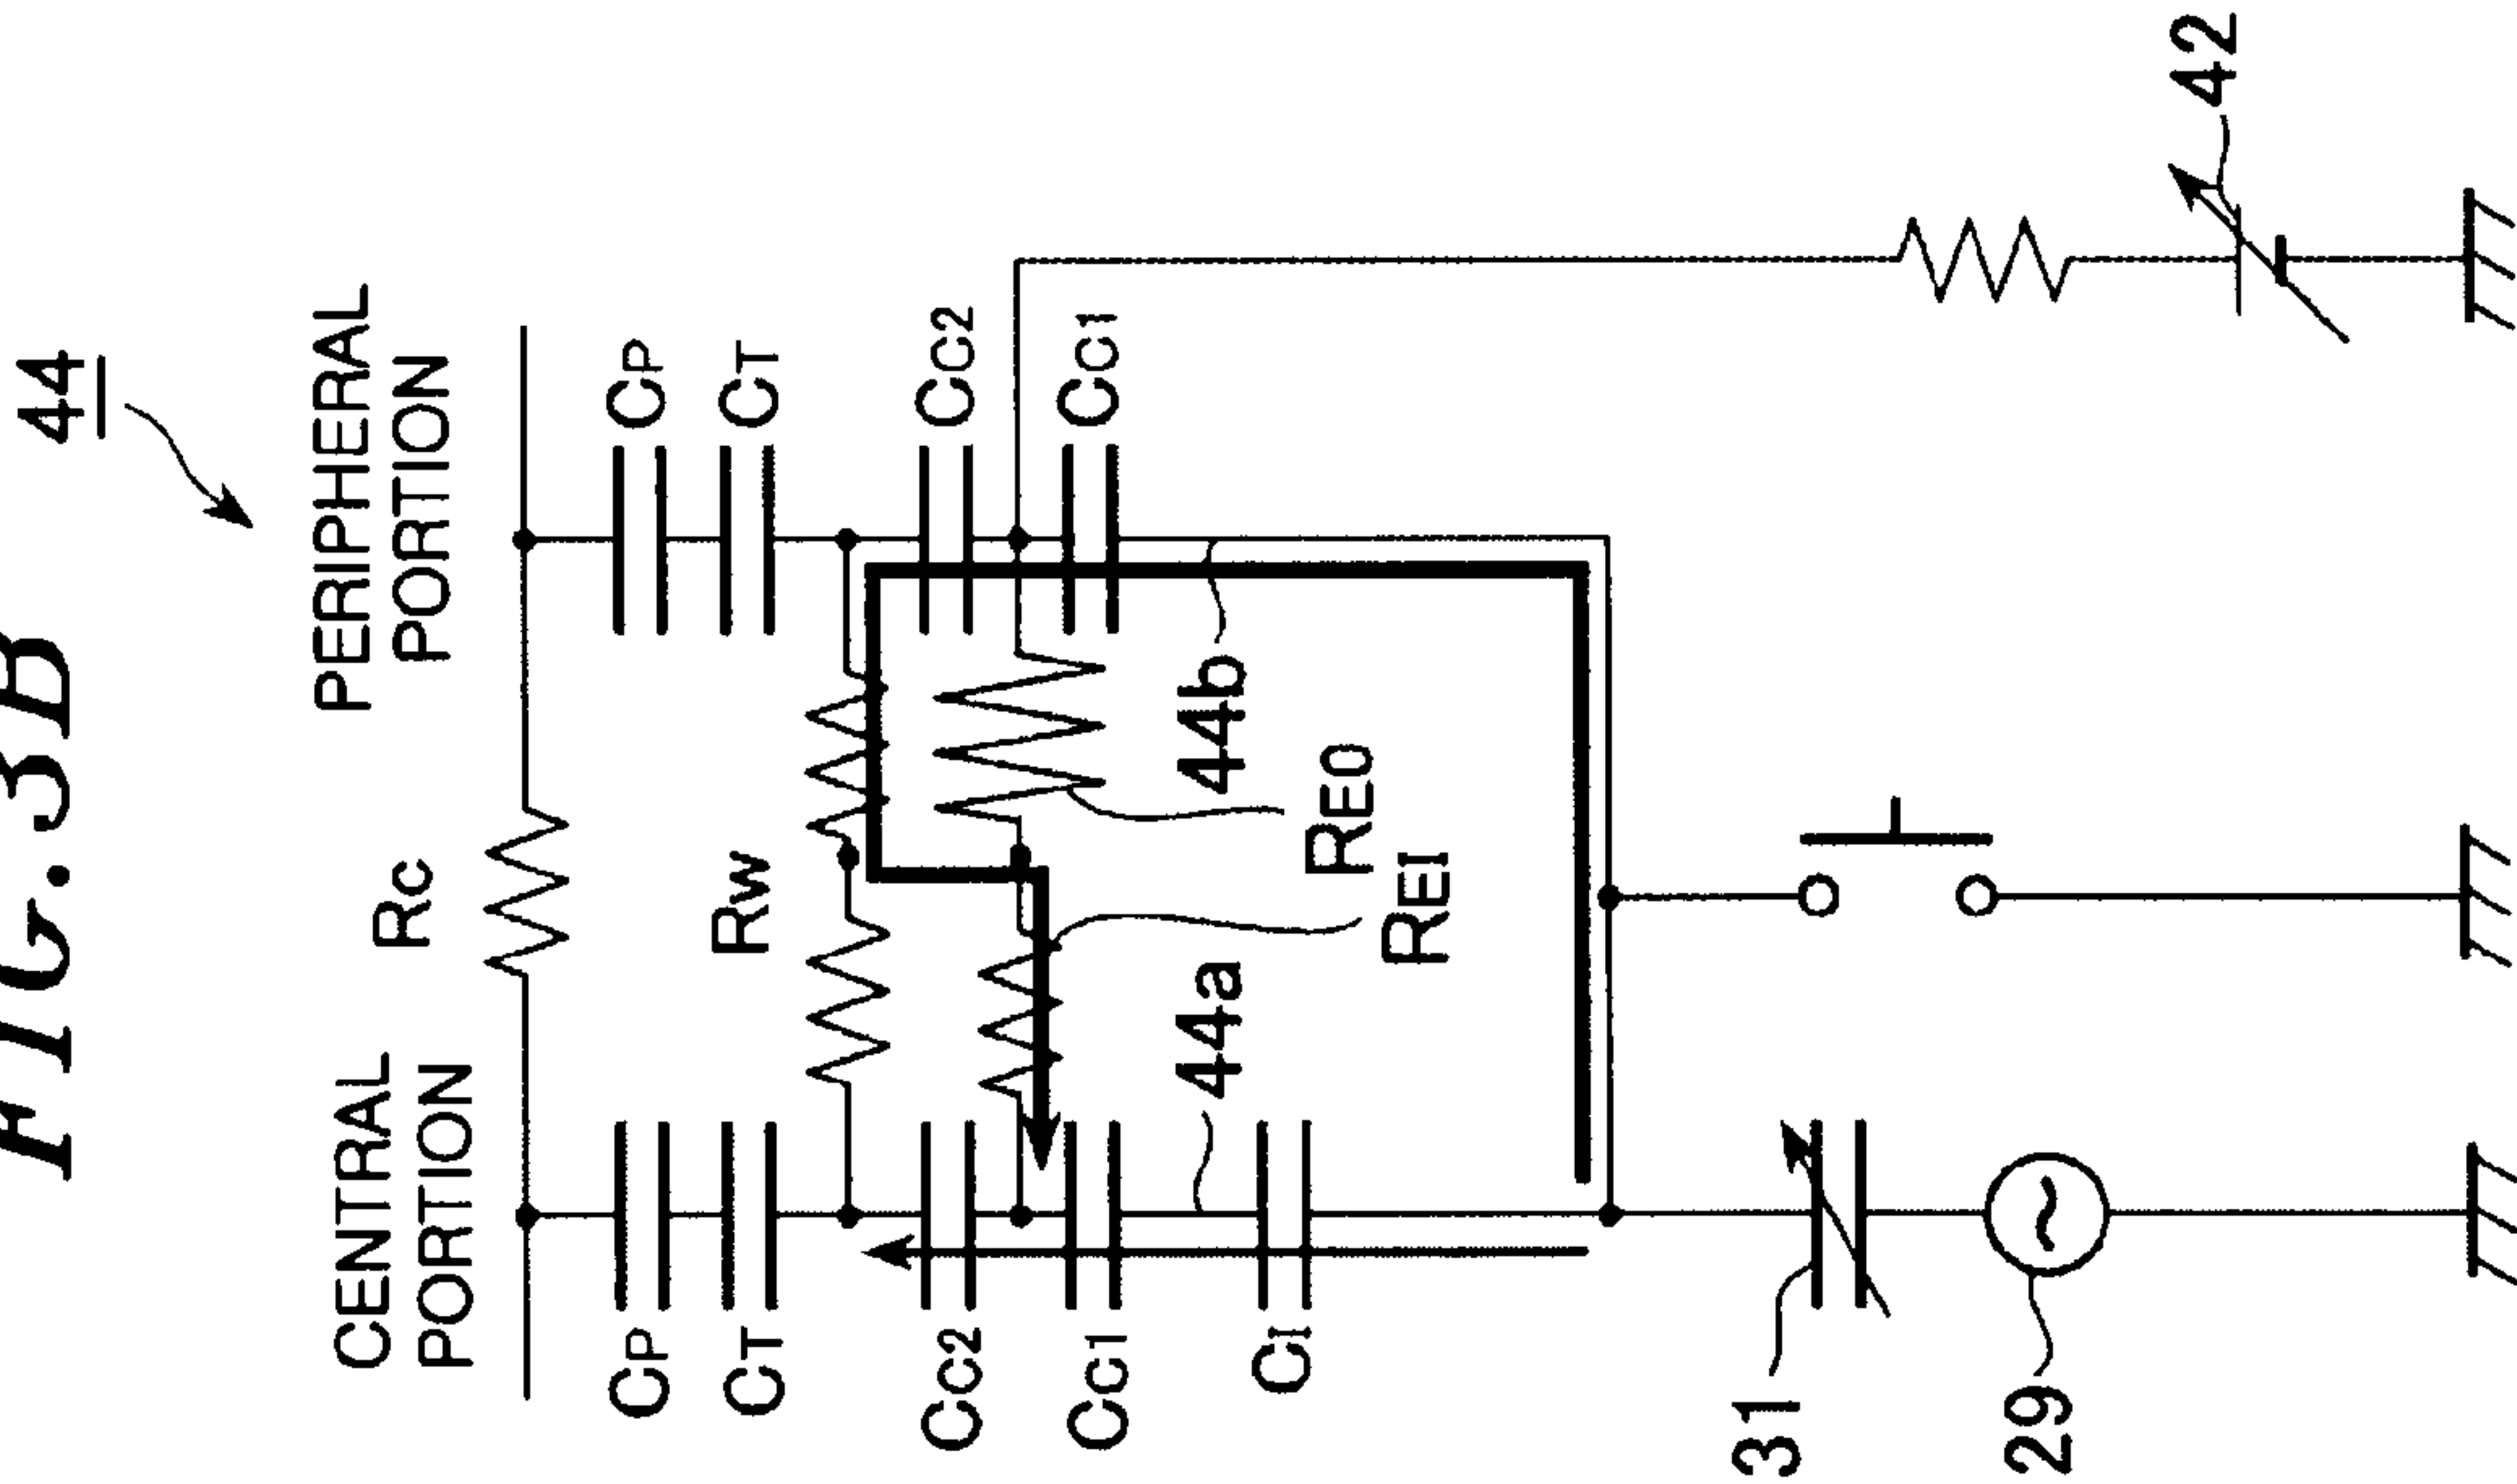 FIG. 3B
44
CENTRAL
PORTION
PERIPHERAL
PORTION
RC
CP
CP
CT
CT
RW
CC2
CC2
CC1
CC1
44a
44b
REO
REI
CI
31
29
42